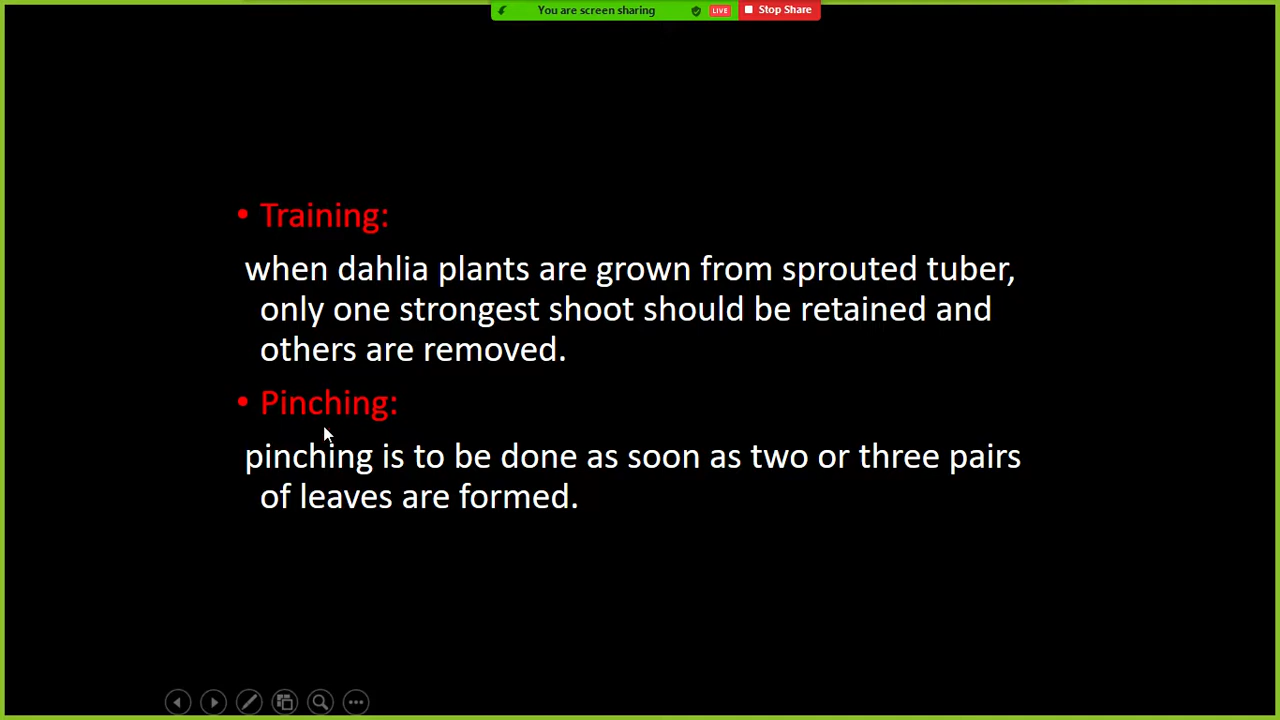 You are screen sharing LIVE Stop Share
• Training:
when dahlia plants are grown from sprouted tuber,
only one strongest shoot should be retained and
others are removed.
• Pinching:
pinching is to be done as soon as two or three pairs
of leaves are formed.